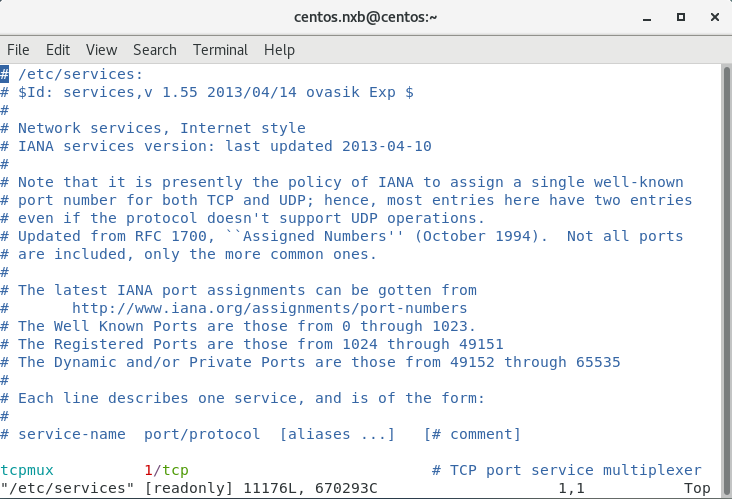 centos.nxb@centos:~
File Edit View Search Terminal Help
# /etc/services:
# $Id: services,v 1.55 2013/04/14 ovasik Exp $
#
# Network services, Internet style
# IANA services version: last updated 2013-04-10
#
# Note that it is presently the policy of IANA to assign a single well-known
# port number for both TCP and UDP; hence, most entries here have two entries
# even if the protocol doesn't support UDP operations.
# Updated from RFC 1700, ``Assigned Numbers'' (October 1994).  Not all ports
# are included, only the more common ones.
#
# The latest IANA port assignments can be gotten from
#       http://www.iana.org/assignments/port-numbers
# The Well Known Ports are those from 0 through 1023.
# The Registered Ports are those from 1024 through 49151
# The Dynamic and/or Private Ports are those from 49152 through 65535
#
# Each line describes one service, and is of the form:
#
# service-name  port/protocol  [aliases ...]   [# comment]
tcpmux          1/tcp                           # TCP port service multiplexer
"/etc/services" [readonly] 11176L, 670293C                    1,1           Top